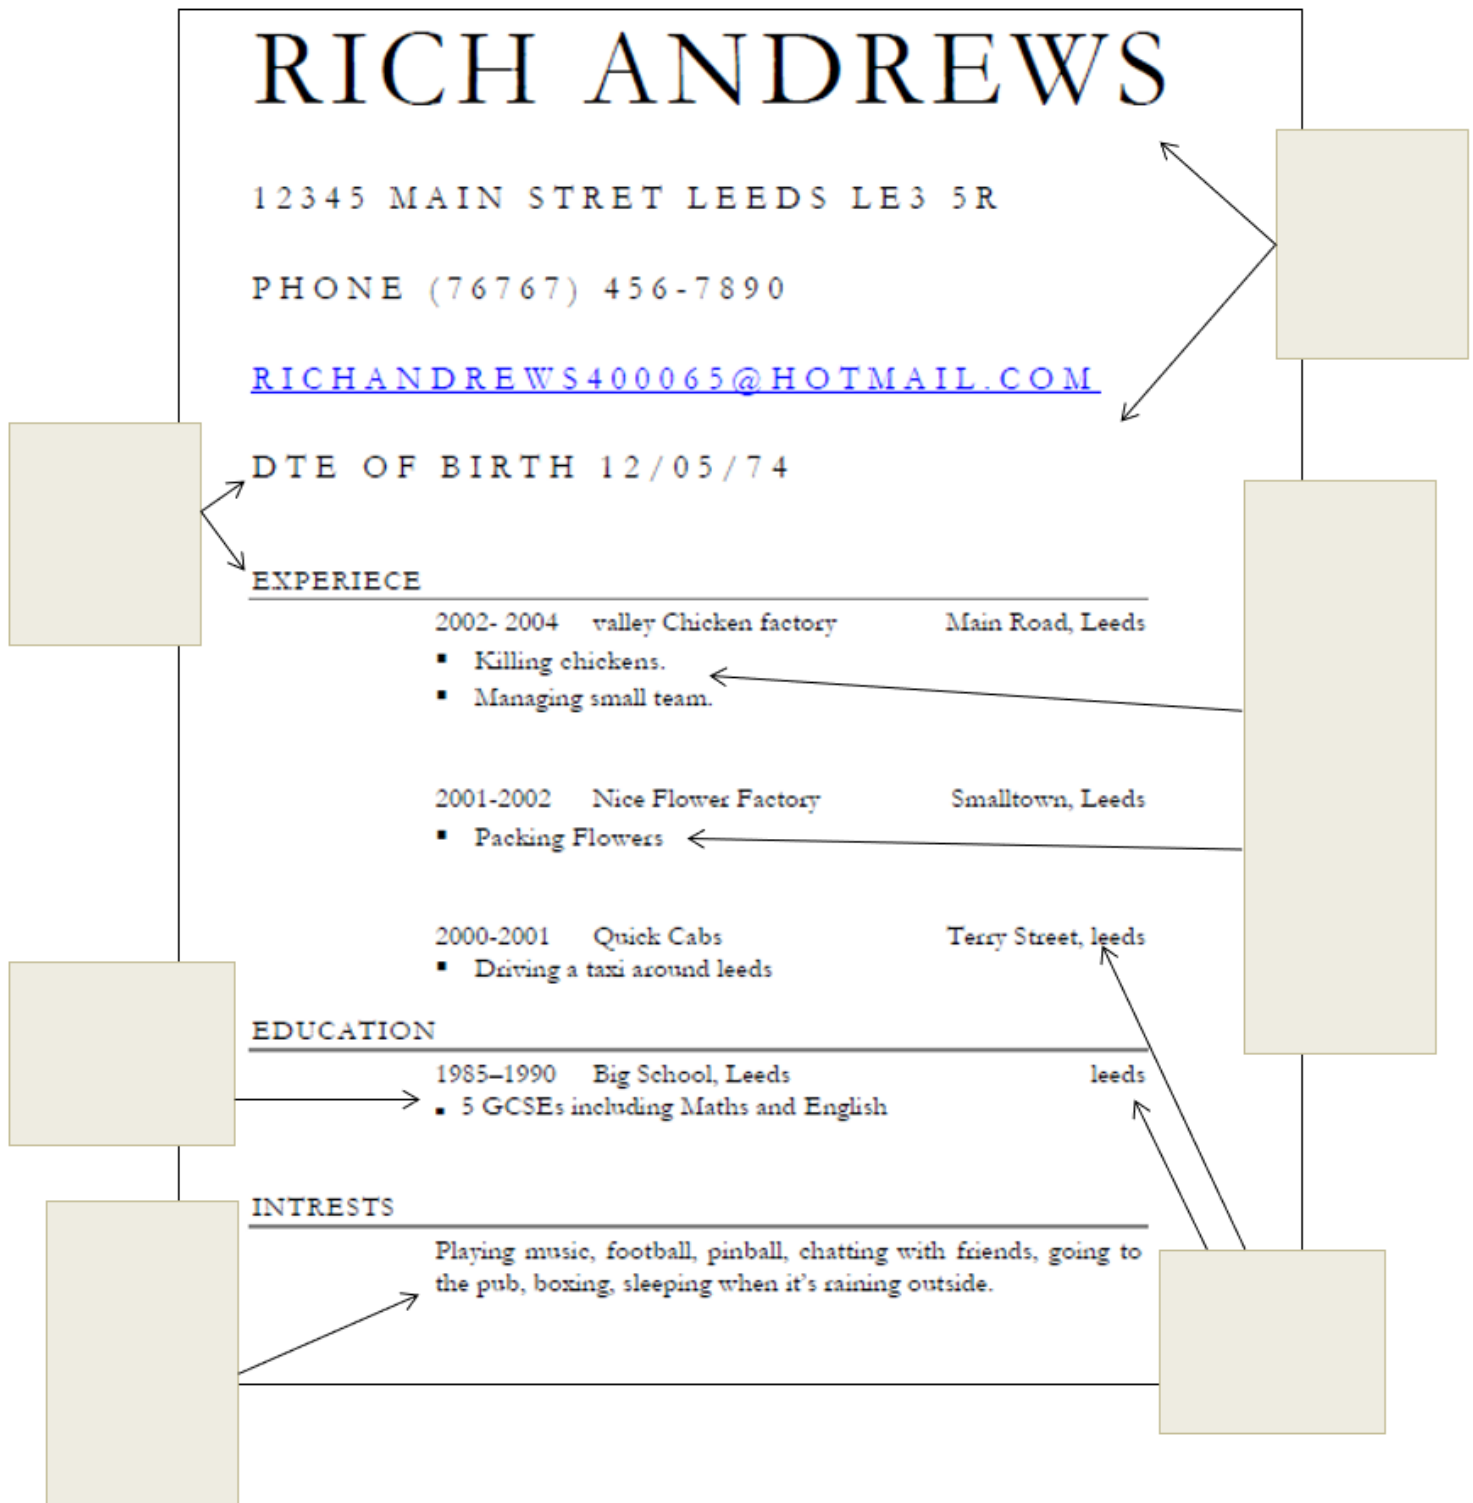 RICH ANDREWS
12345 MAIN STRET LEEDS LE3 5R
PHONE (76767) 456-7890
RICHANDREWS400065@HOTMAIL.COM
DTE OF BIRTH 12/05/74
EXPERIECE
2002- 2004 valley Chicken factory Main Road, Leeds
▪ Killing chickens.
▪ Managing small team.
2001-2002 Nice Flower Factory Smalltown, Leeds
▪ Packing Flowers
2000-2001 Quick Cabs Terry Street, leeds
▪ Driving a taxi around leeds
EDUCATION
1985–1990 Big School, Leeds leeds
▪ 5 GCSEs including Maths and English
INTRESTS
Playing music, football, pinball, chatting with friends, going to
the pub, boxing, sleeping when it's raining outside.